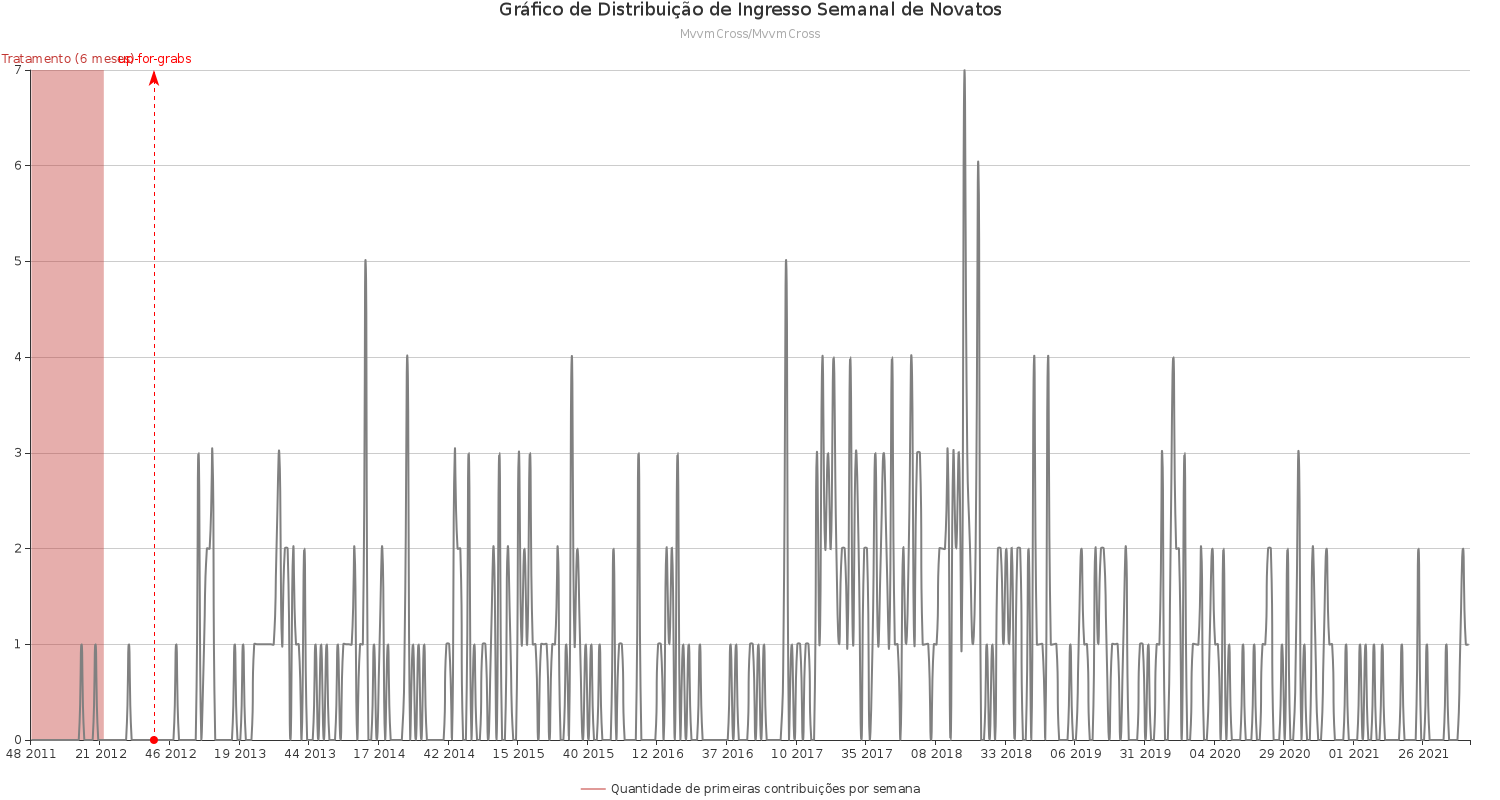 Gráfico de Distribuição de Ingresso Semanal de Novatos
MvvmCross/MvvmCross
Tratamento (6 meses)
up-for-grabs
7
6
5
4
3
2
1
0
48 2011 21 2012 46 2012 19 2013 44 2013 17 2014 42 2014 15 2015 40 2015 12 2016 37 2016 10 2017 35 2017 08 2018 33 2018 06 2019 31 2019 04 2020 29 2020 01 2021 26 2021
Quantidade de primeiras contribuições por semana